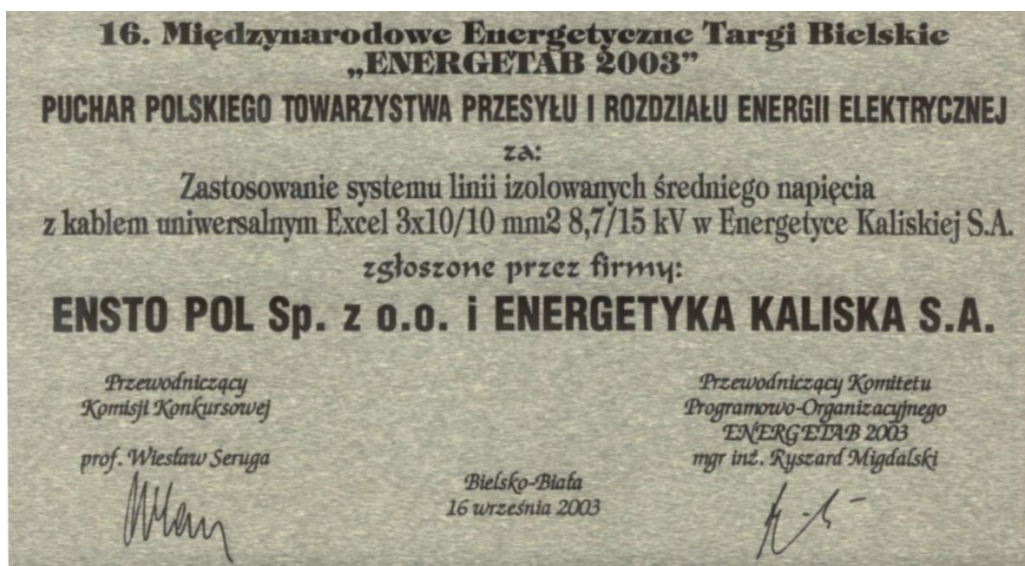 16. Międzynarodowe Energetyczne Targi Bielskie
„ENERGETAB 2003”
PUCHAR POLSKIEGO TOWARZYSTWA PRZESYŁU I ROZDZIAŁU ENERGII ELEKTRYCZNEJ
za:
Zastosowanie systemu linii izolowanych średniego napięcia
z kablem uniwersalnym Excel 3x10/10 mm2 8,7/15 kV w Energetyce Kaliskiej S.A.
zgłoszone przez firmy:
ENSTO POL Sp. z o.o. i ENERGETYKA KALISKA S.A.
Przewodniczący
Komisji Konkursowej
prof. Wiesław Seruga
Przewodniczący Komitetu
Programowo-Organizacyjnego
ENERGETAB 2003
mgr inż. Ryszard Migdalski
Bielsko-Biała
16 września 2003